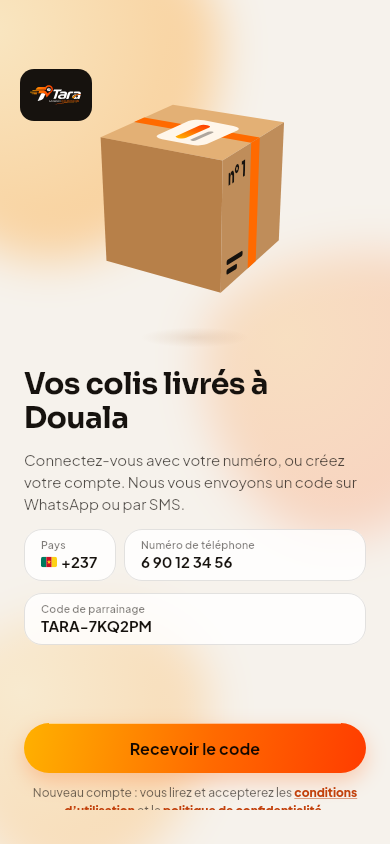 Tara
n°1
Vos colis livrés à
Douala
Connectez-vous avec votre numéro, ou créez
votre compte. Nous vous envoyons un code sur
WhatsApp ou par SMS.
Pays
+237
Numéro de téléphone
6 90 12 34 56
Code de parrainage
TARA-7KQ2PM
Recevoir le code
Nouveau compte : vous lirez et accepterez les conditions
d'utilisation et la politique de confidentialité.